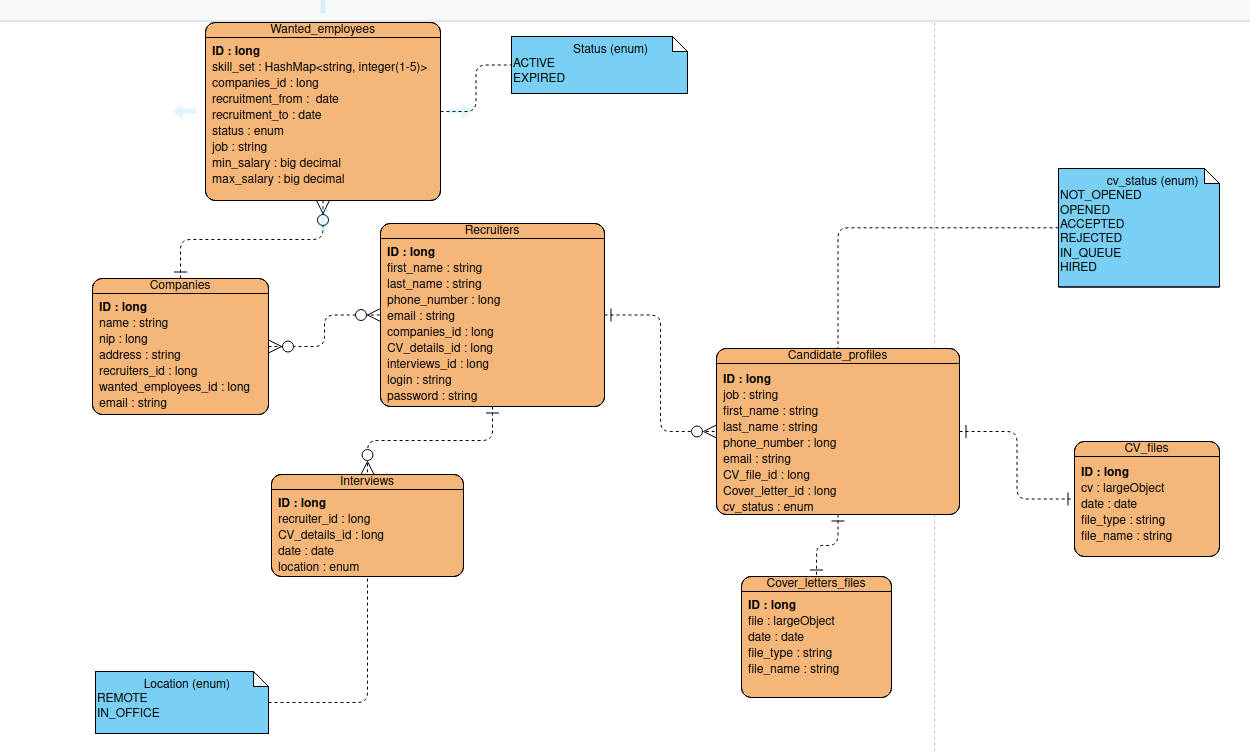 Wanted_employees
ID : long
skill_set : HashMap<string, integer(1-5)>
companies_id : long
recruitment_from :  date
recruitment_to : date
status : enum
job : string
min_salary : big decimal
max_salary : big decimal
Status (enum)
ACTIVE
EXPIRED
cv_status (enum)
NOT_OPENED
OPENED
ACCEPTED
REJECTED
IN_QUEUE
HIRED
Recruiters
ID : long
first_name : string
last_name : string
phone_number : long
email : string
companies_id : long
CV_details_id : long
interviews_id : long
login : string
password : string
Companies
ID : long
name : string
nip : long
address : string
recruiters_id : long
wanted_employees_id : long
email : string
Candidate_profiles
ID : long
job : string
first_name : string
last_name : string
phone_number : long
email : string
CV_file_id : long
Cover_letter_id : long
cv_status : enum
CV_files
ID : long
cv : largeObject
date : date
file_type : string
file_name : string
Interviews
ID : long
recruiter_id : long
CV_details_id : long
date : date
location : enum
Cover_letters_files
ID : long
file : largeObject
date : date
file_type : string
file_name : string
Location (enum)
REMOTE
IN_OFFICE